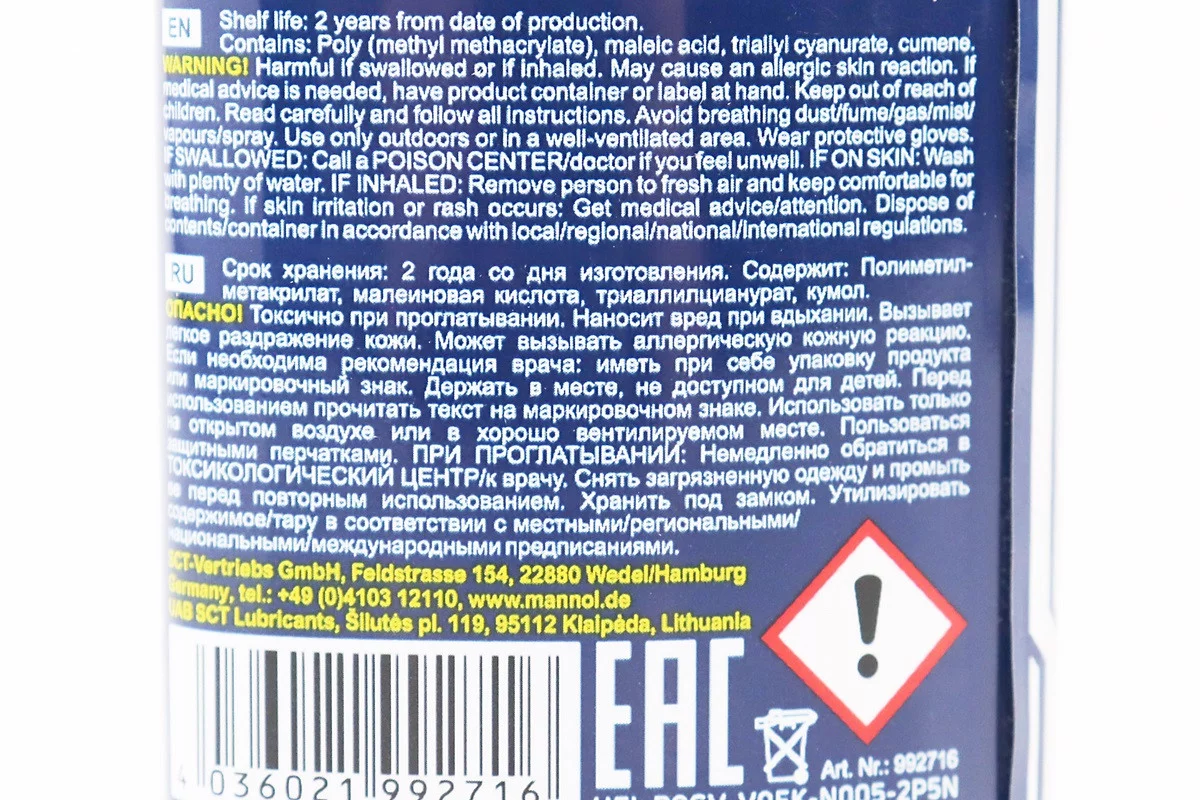 EN Shelf life: 2 years from date of production.
Contains: Poly (methyl methacrylate), maleic acid, triallyl cyanurate, cumene.
WARNING! Harmful if swallowed or if inhaled. May cause an allergic skin reaction. If
medical advice is needed, have product container or label at hand. Keep out of reach of
children. Read carefully and follow all instructions. Avoid breathing dust/fume/gas/mist/
vapours/spray. Use only outdoors or in a well-ventilated area. Wear protective gloves.
IF SWALLOWED: Call a POISON CENTER/doctor if you feel unwell. IF ON SKIN: Wash
with plenty of water. IF INHALED: Remove person to fresh air and keep comfortable for
breathing. If skin irritation or rash occurs: Get medical advice/attention. Dispose of
contents/container in accordance with local/regional/national/international regulations.
RU Срок хранения: 2 года со дня изготовления. Содержит: Полиметил-
метакрилат, малеиновая кислота, триаллилцианурат, кумол.
ОПАСНО! Токсично при проглатывании. Наносит вред при вдыхании. Вызывает
легкое раздражение кожи. Может вызывать аллергическую кожную реакцию.
Если необходима рекомендация врача: иметь при себе упаковку продукта
или маркировочный знак. Держать в месте, не доступном для детей. Перед
использованием прочитать текст на маркировочном знаке. Использовать только
на открытом воздухе или в хорошо вентилируемом месте. Пользоваться
защитными перчатками. ПРИ ПРОГЛАТЫВАНИИ: Немедленно обратиться в
ТОКСИКОЛОГИЧЕСКИЙ ЦЕНТР/к врачу. Снять загрязненную одежду и промыть
ее перед повторным использованием. Хранить под замком. Утилизировать
содержимое/тару в соответствии с местными/региональными/
национальными/международными предписаниями.
SCT-Vertriebs GmbH, Feldstrasse 154, 22880 Wedel/Hamburg
Germany, tel.: +49 (0)4103 12110, www.mannol.de
UAB SCT Lubricants, Šilutės pl. 119, 95112 Klaipėda, Lithuania
EAC
Art. Nr.: 992716
4 036021 992716